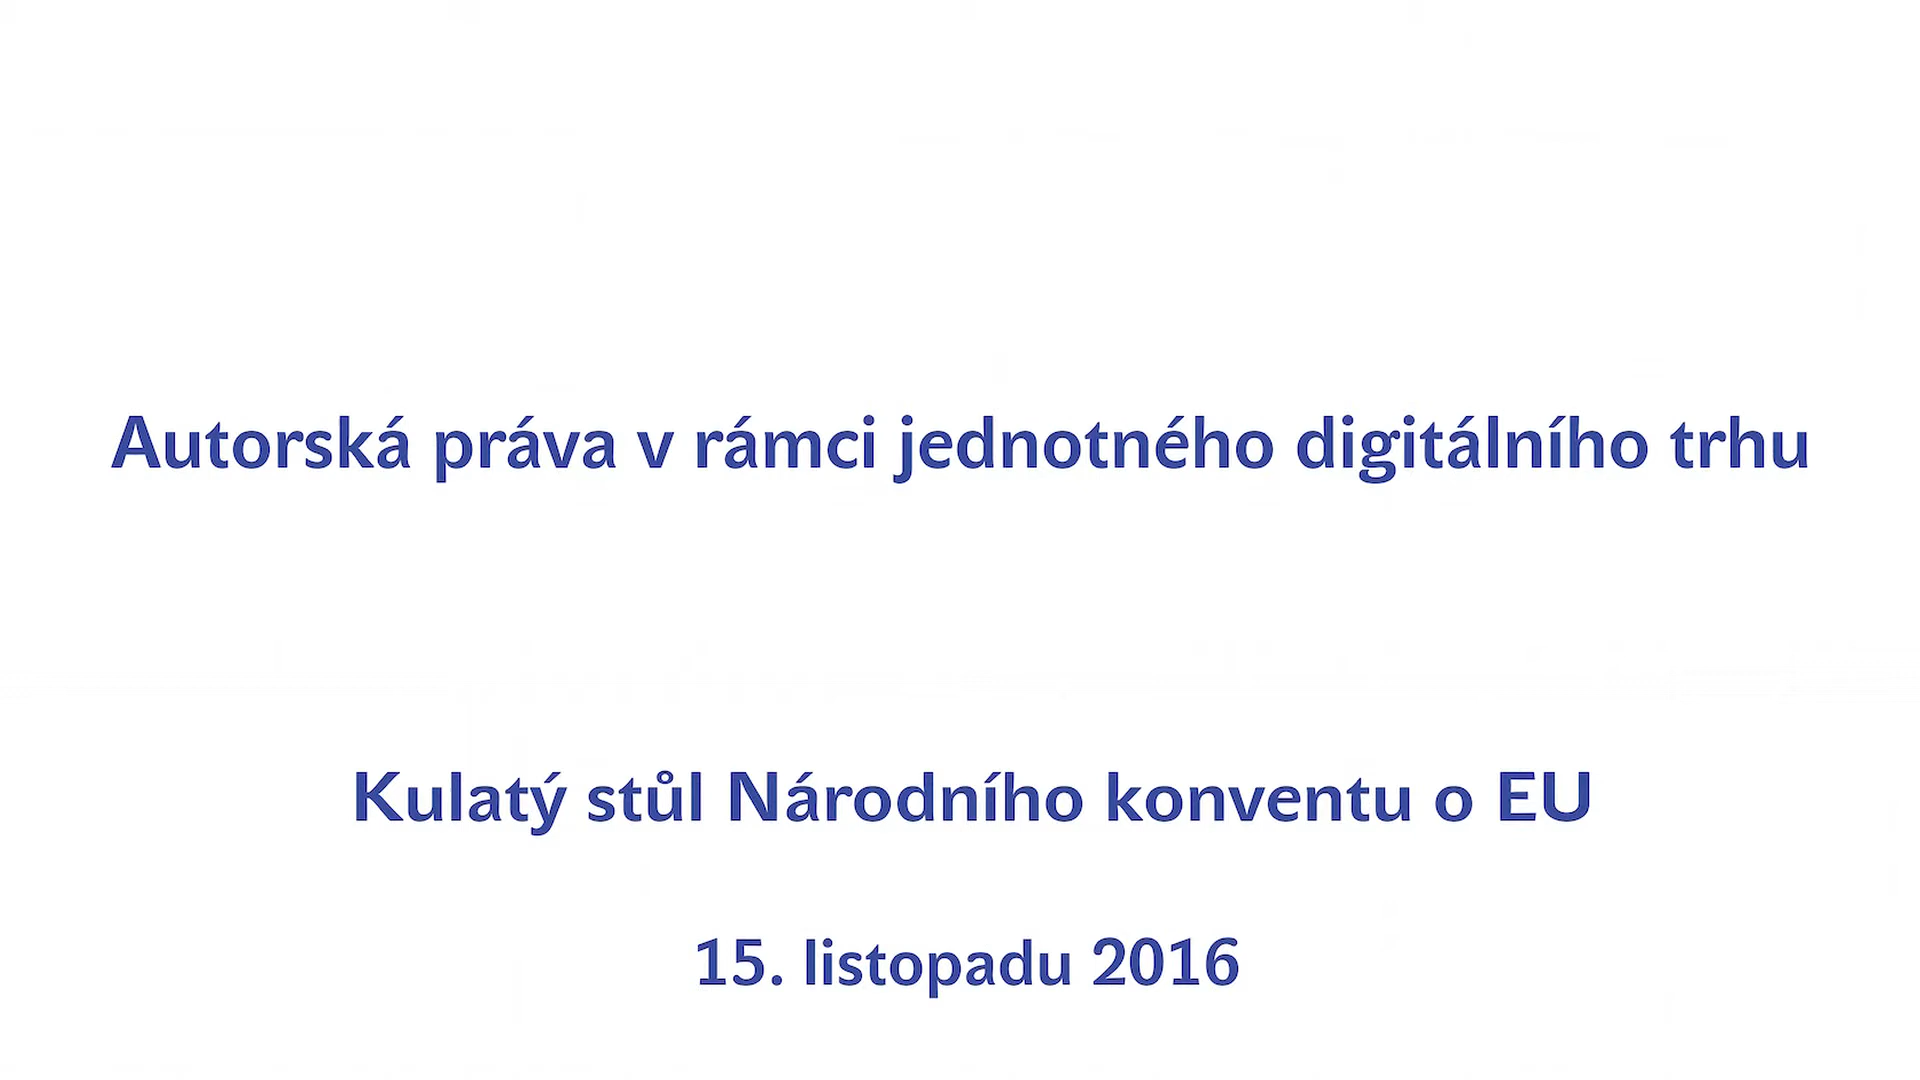 Autorská práva v rámci jednotného digitálního trhu
Kulatý stůl Národního konventu o EU
15. listopadu 2016